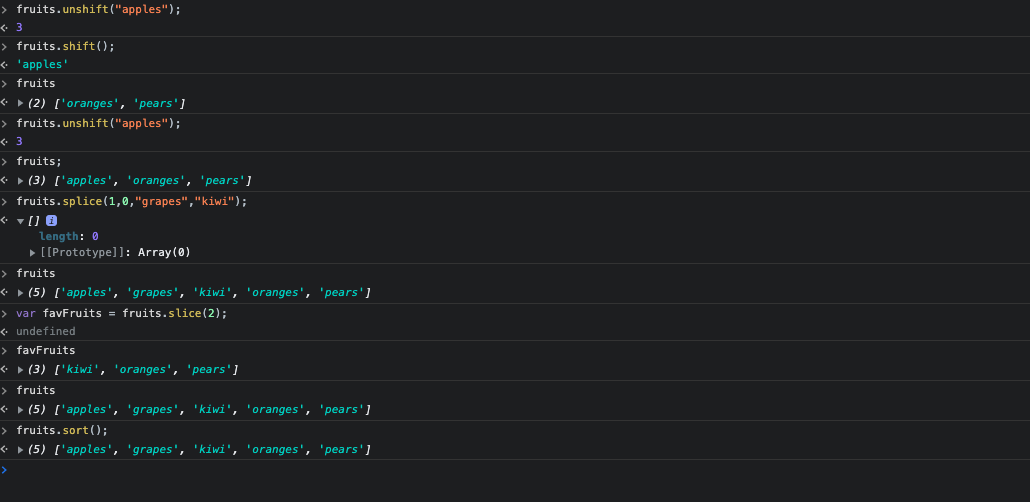 fruits.unshift("apples");
3
fruits.shift();
'apples'
fruits
(2) ['oranges', 'pears']
fruits.unshift("apples");
3
fruits;
(3) ['apples', 'oranges', 'pears']
fruits.splice(1,0,"grapes","kiwi");
[] i
length: 0
[[Prototype]]: Array(0)
fruits
(5) ['apples', 'grapes', 'kiwi', 'oranges', 'pears']
var favFruits = fruits.slice(2);
undefined
favFruits
(3) ['kiwi', 'oranges', 'pears']
fruits
(5) ['apples', 'grapes', 'kiwi', 'oranges', 'pears']
fruits.sort();
(5) ['apples', 'grapes', 'kiwi', 'oranges', 'pears']